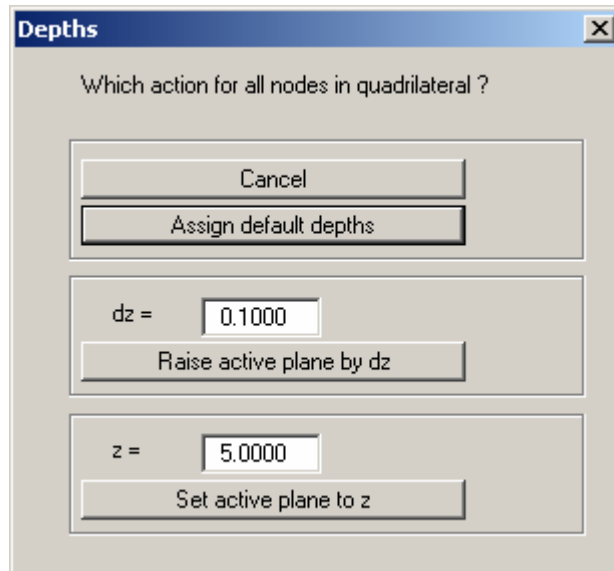 Depths
Which action for all nodes in quadrilateral ?
Cancel
Assign default depths
dz = 0.1000
Raise active plane by dz
z = 5.0000
Set active plane to z